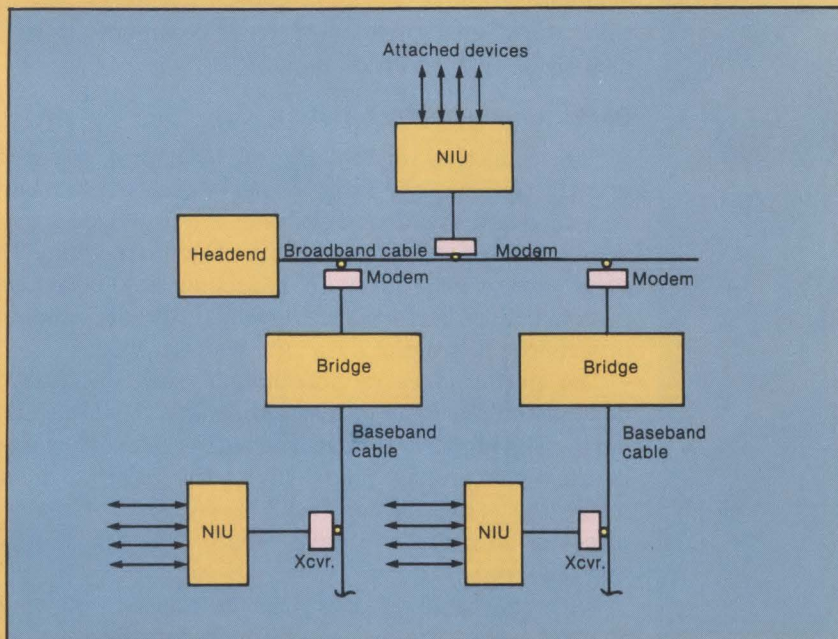 Attached devices
NIU
Headend
Broadband cable
Modem
Modem
Modem
Bridge
Bridge
Baseband
cable
Baseband
cable
NIU
Xcvr.
NIU
Xcvr.